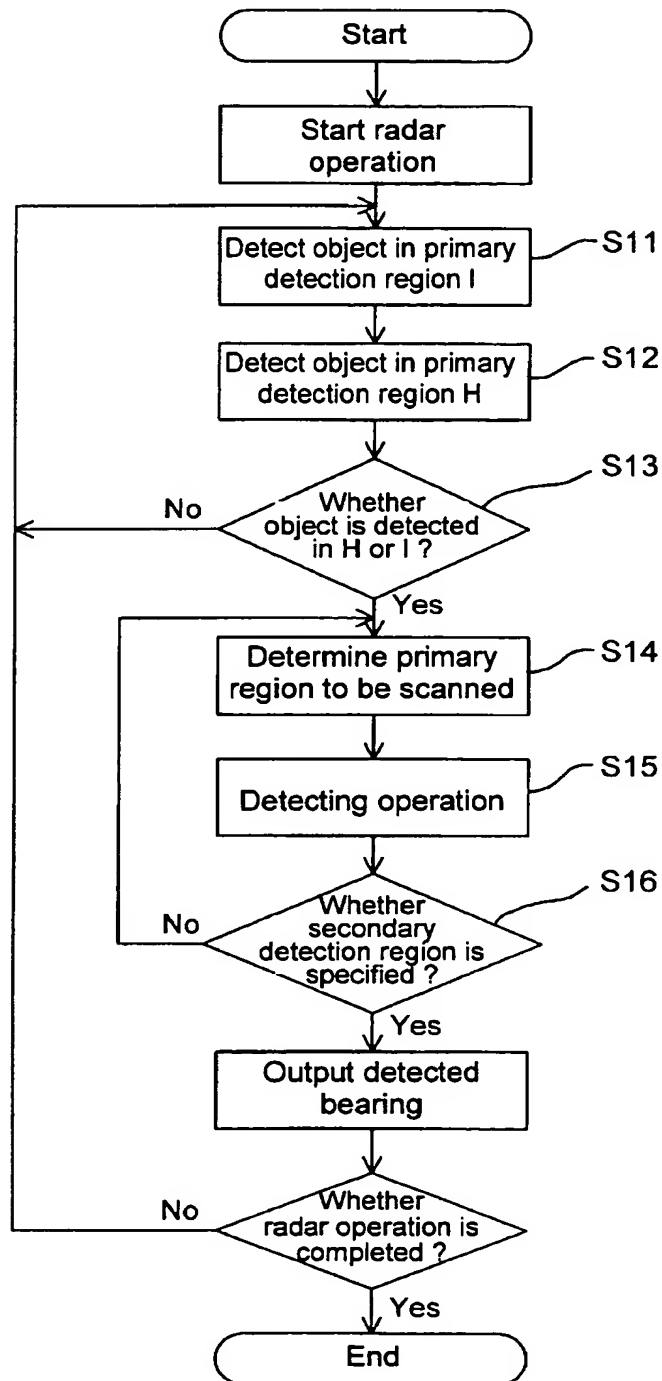 Start
Start radar
operation
Detect object in primary
detection region I
S11
Detect object in primary
detection region H
S12
Whether
object is detected
in H or I ?
S13
No
Yes
Determine primary
region to be scanned
S14
Detecting operation
S15
Whether
secondary
detection region is
specified ?
S16
No
Yes
Output detected
bearing
Whether
radar operation is
completed ?
No
Yes
End